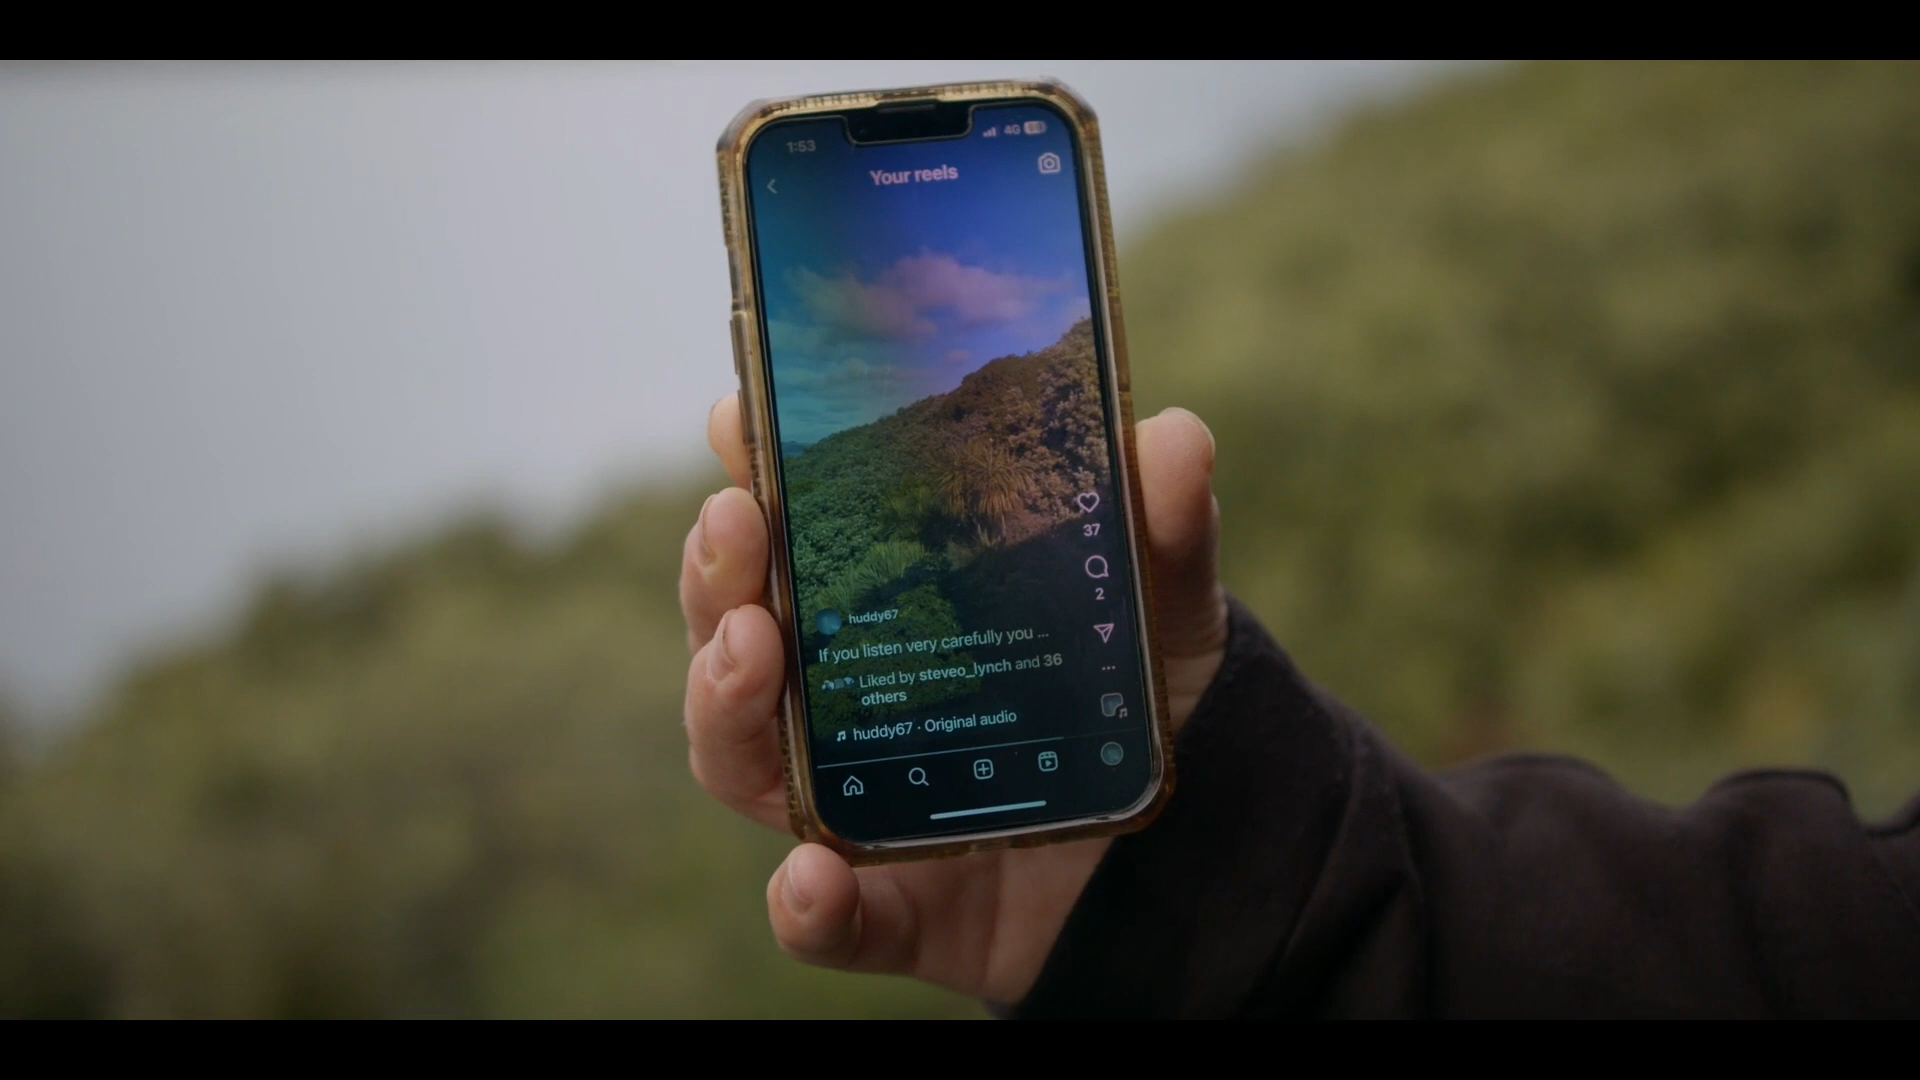 1:53
4G
Your reels
37
2
huddy67
If you listen very carefully you ...
Liked by steveo_lynch and 36
others
huddy67 · Original audio